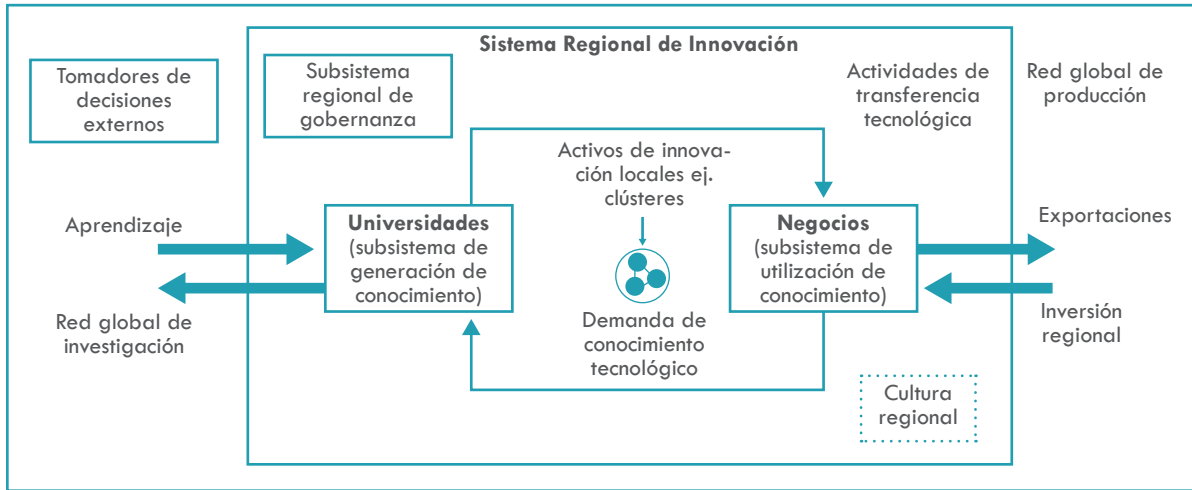 Sistema Regional de Innovación
Tomadores de
decisiones
externos
Subsistema
regional de
gobernanza
Actividades de
transferencia
tecnológica
Red global de
producción
Activos de innova-
ción locales ej.
clústeres
Aprendizaje
Universidades
(subsistema de
generación de
conocimiento)
Negocios
(subsistema de
utilización de
conocimiento)
Exportaciones
Red global de
investigación
Demanda de
conocimiento
tecnológico
Inversión
regional
Cultura
regional